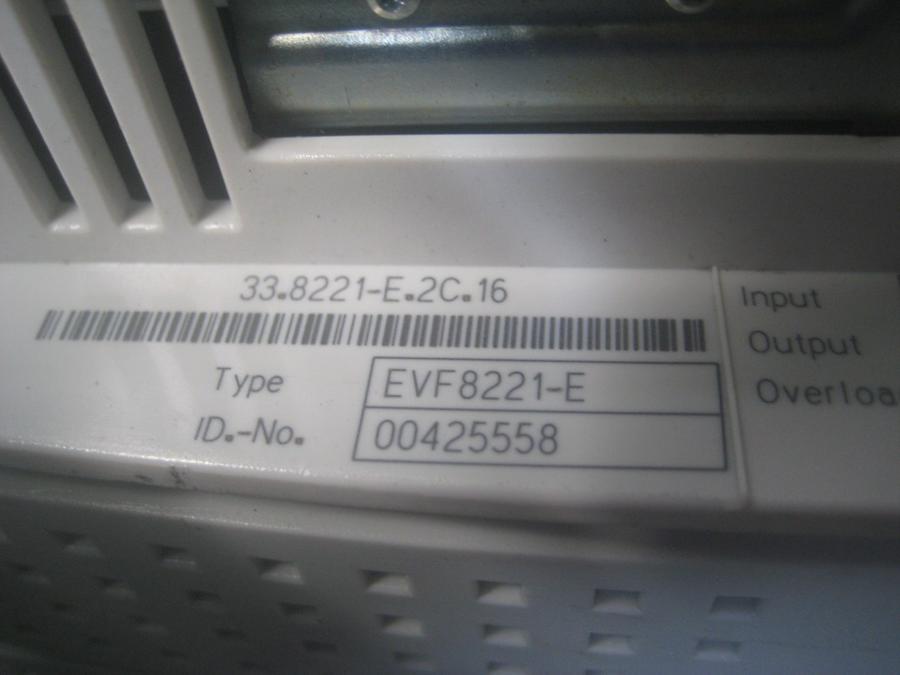 33.8221-E.2C.16
Type EVF8221-E
ID.-No. 00425558
Input
Output